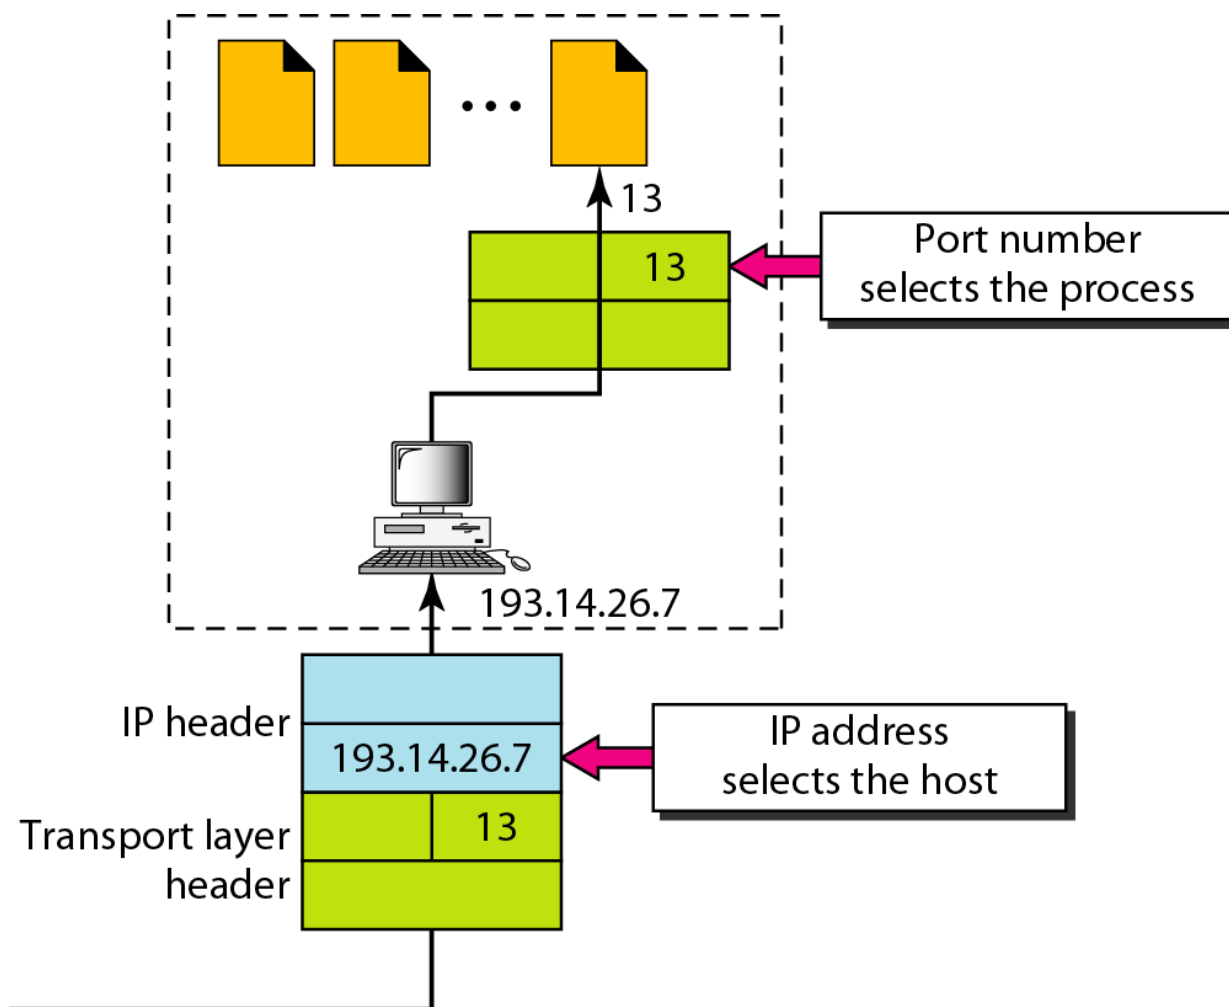 13
13
Port number
selects the process
193.14.26.7
IP header
193.14.26.7
IP address
selects the host
Transport layer
header
13